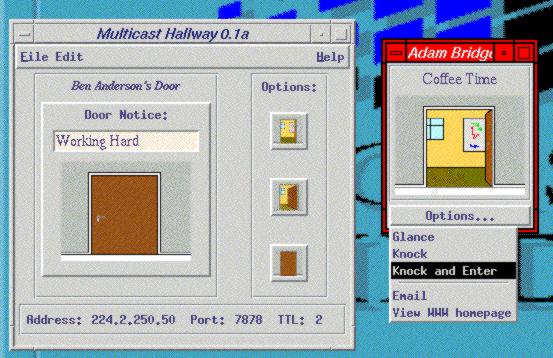 Multicast Hallway 0.1a
Eile Edit Help
Ben Anderson's Door
Door Notice:
Working Hard
Options:
Address: 224.2.250.50 Port: 7878 TTL: 2
Adam Bridge
Coffee Time
Options...
Glance
Knock
Knock and Enter
Email
View WWW homepage